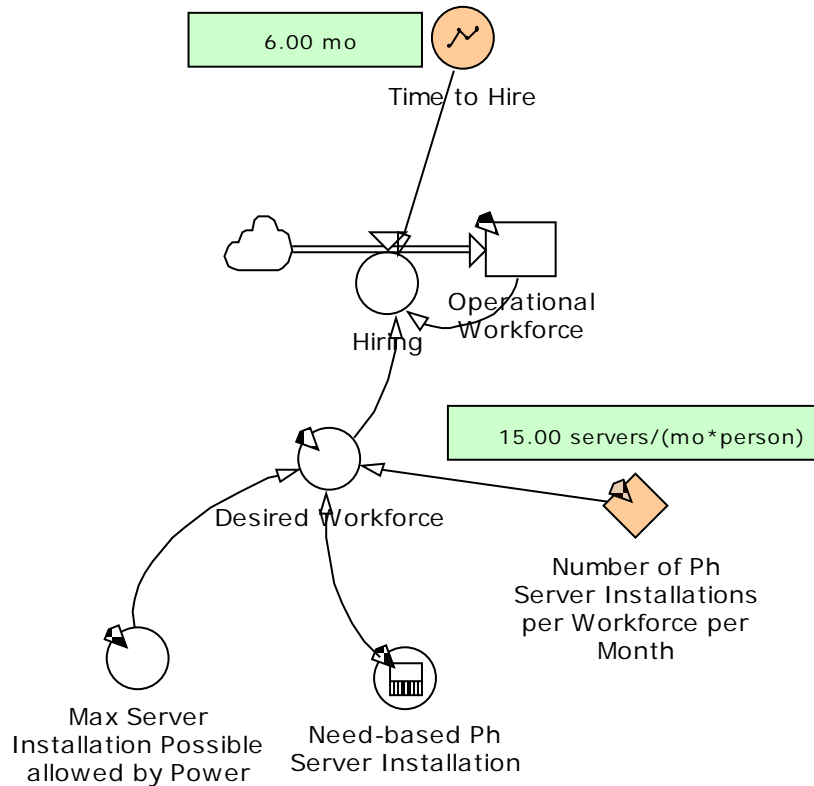 6.00 mo
Time to Hire
Operational
Workforce
Hiring
15.00 servers/(mo*person)
Desired Workforce
Number of Ph
Server Installations
per Workforce per
Month
Max Server
Installation Possible
allowed by Power
Need-based Ph
Server Installation